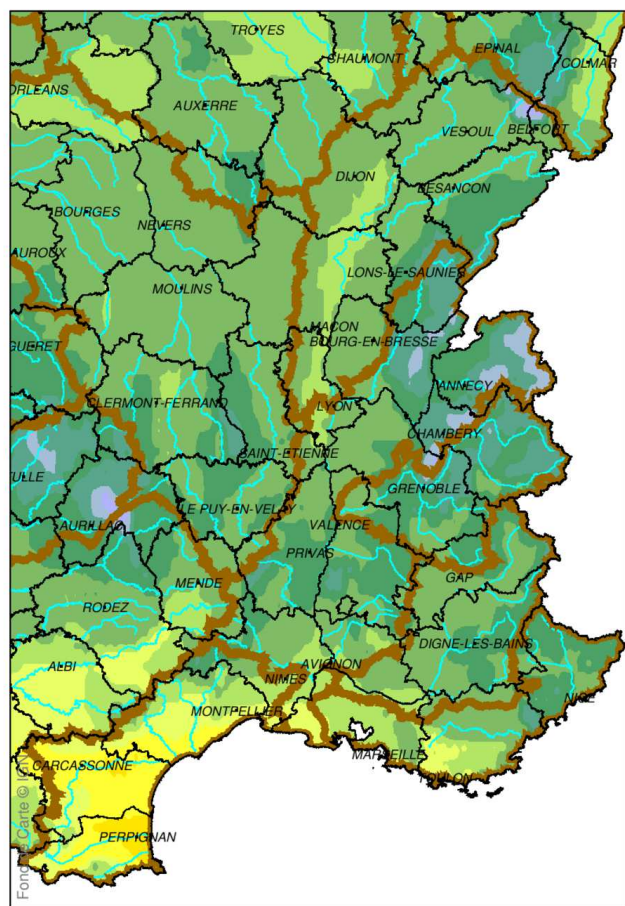 TROYES
EPINAL
CHAUMONT
COLMAR
ORLEANS
AUXERRE
VESOUL
BELFORT
DIJON
BESANCON
BOURGES
NEVERS
AUROUX
LONS-LE-SAUNIER
MOULINS
MACON
BOURG-EN-BRESSE
GUERET
ANNECY
CLERMONT-FERRAND
LYON
CHAMBERY
SAINT-ETIENNE
TULLE
GRENOBLE
LE PUY-EN-VELAY
AURILLAC
VALENCE
PRIVAS
GAP
MENDE
RODEZ
DIGNE-LES-BAINS
AVIGNON
ALBI
NIMES
NICE
MONTPELLIER
MARSEILLE
CARCASSONNE
TOULON
PERPIGNAN
Fond de Carte © IGN